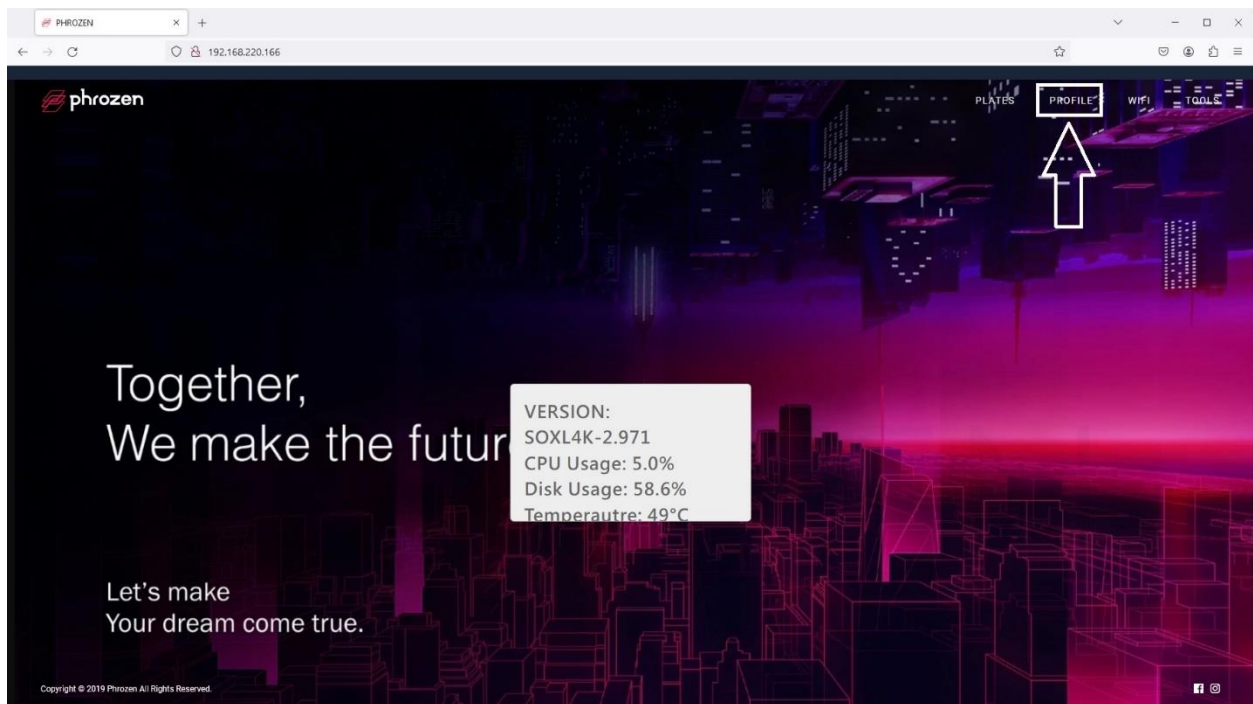 PHROZEN
192.168.220.166
phrozen
PLATES PROFILE WIFI TOOLS
Together,
We make the futur
VERSION:
SOXL4K-2.971
CPU Usage: 5.0%
Disk Usage: 58.6%
Temperautre: 49°C
Let's make
Your dream come true.
Copyright © 2019 Phrozen All Rights Reserved.